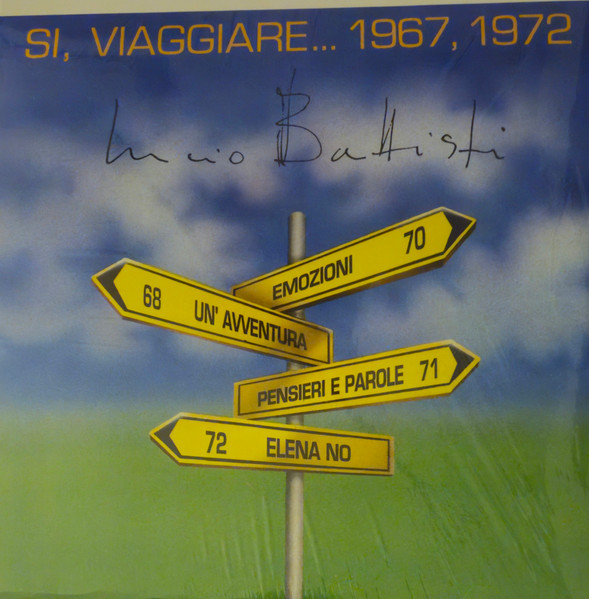 SI, VIAGGIARE... 1967, 1972
Lucio Battisti
EMOZIONI 70
68 UN' AVVENTURA
PENSIERI E PAROLE 71
72 ELENA NO